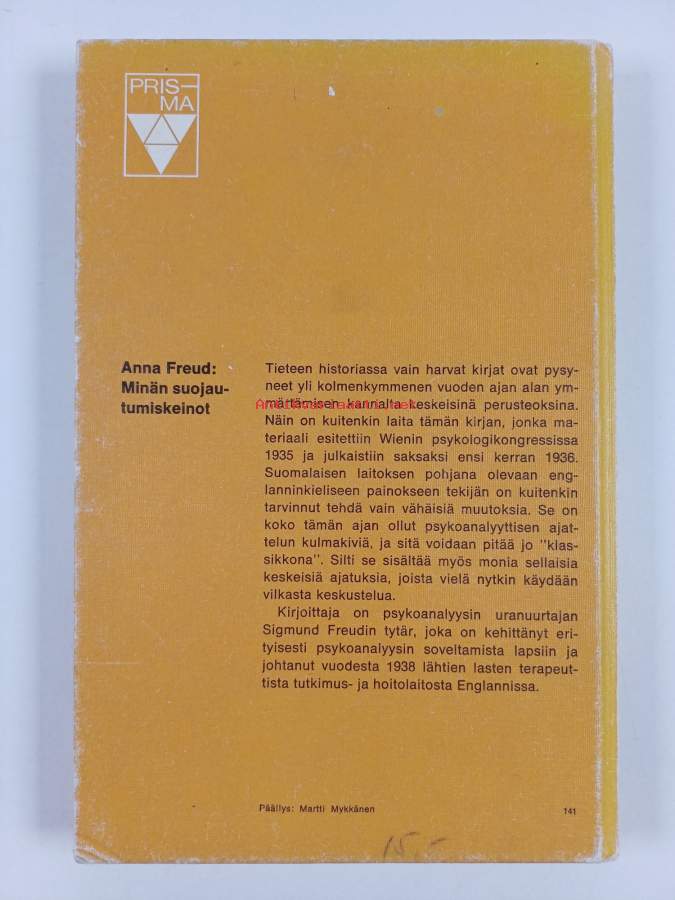 PRIS-
MA
Anna Freud:
Minän suojau-
tumiskeinot
Tieteen historiassa vain harvat kirjat ovat pysy-
neet yli kolmenkymmenen vuoden ajan alan ym-
märtämisen kannalta keskeisinä perusteoksina.
Näin on kuitenkin laita tämän kirjan, jonka ma-
teriaali esitettiin Wienin psykologikongressissa
1935 ja julkaistiin saksaksi ensi kerran 1936.
Suomalaisen laitoksen pohjana olevaan eng-
lanninkieliseen painokseen tekijän on kuitenkin
tarvinnut tehdä vain vähäisiä muutoksia. Se on
koko tämän ajan ollut psykoanalyyttisen ajat-
telun kulmakiviä, ja sitä voidaan pitää jo "klas-
sikkona". Silti se sisältää myös monia sellaisia
keskeisiä ajatuksia, joista vielä nytkin käydään
vilkasta keskustelua.
Kirjoittaja on psykoanalyysin uranuurtajan
Sigmund Freudin tytär, joka on kehittänyt eri-
tyisesti psykoanalyysin soveltamista lapsiin ja
johtanut vuodesta 1938 lähtien lasten terapeut-
tista tutkimus- ja hoitolaitosta Englannissa.
Päällys: Martti Mykkänen
141
15,-